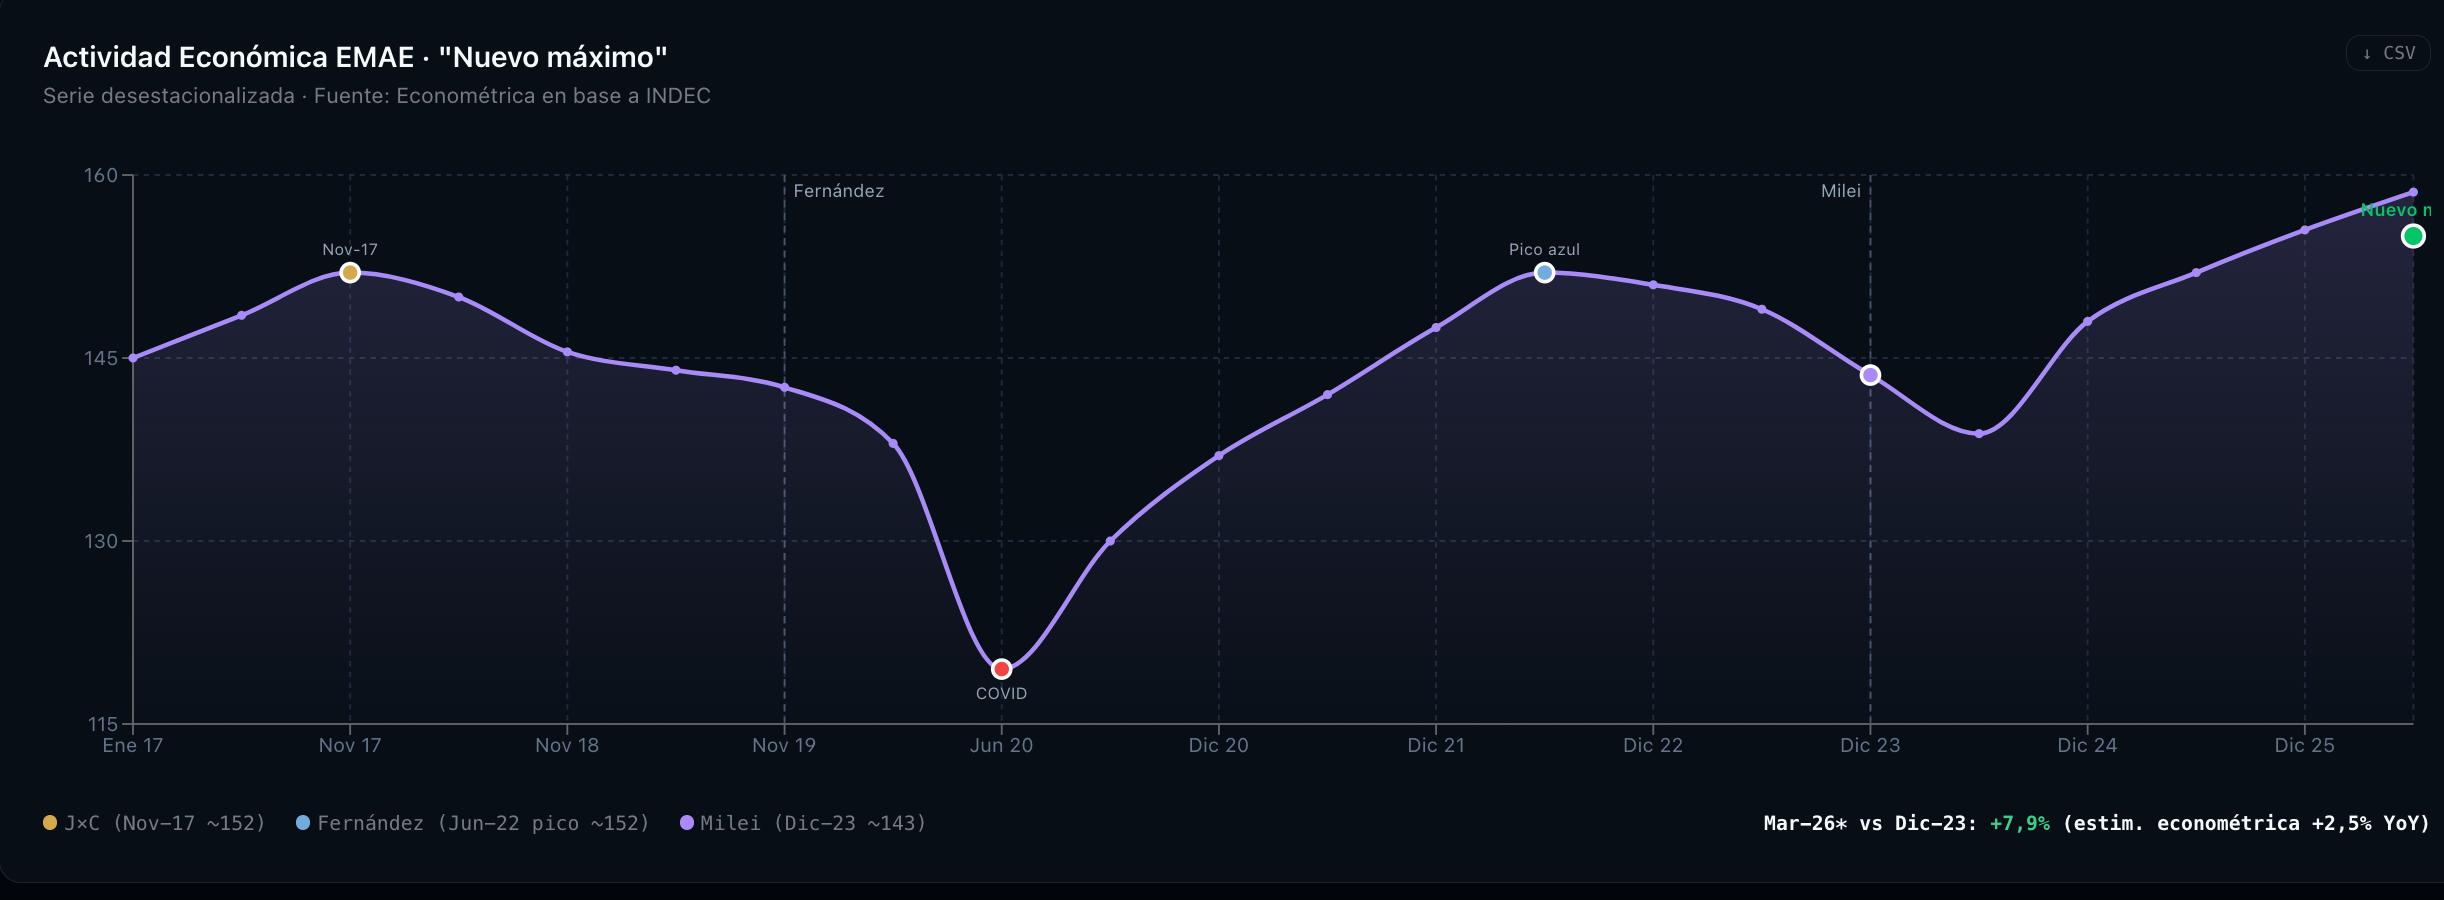 Actividad Económica EMAE · "Nuevo máximo"
↓ CSV
Serie desestacionalizada · Fuente: Econométrica en base a INDEC
160
Fernández
Milei
Nuevo
Nov-17
Pico azul
145
130
COVID
115
Ene 17
Nov 17
Nov 18
Nov 19
Jun 20
Dic 20
Dic 21
Dic 22
Dic 23
Dic 24
Dic 25
J×C (Nov–17 ~152)
Fernández (Jun–22 pico ~152)
Milei (Dic–23 ~143)
Mar–26* vs Dic–23: +7,9% (estim. econométrica +2,5% YoY)